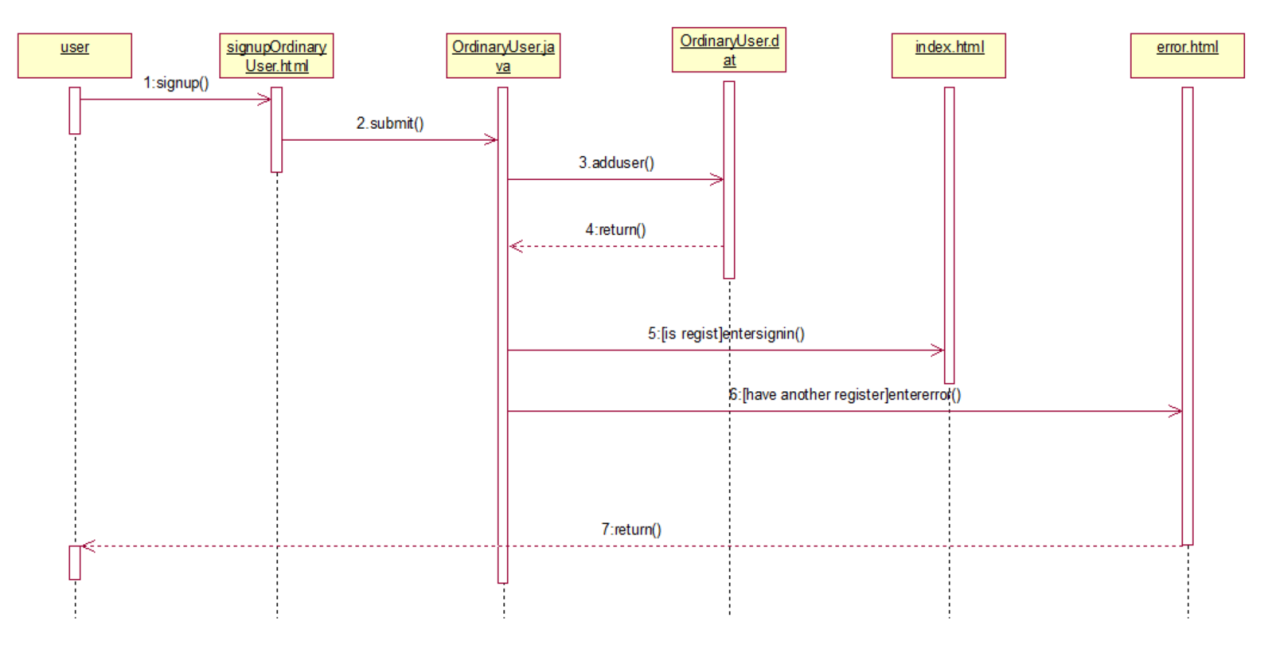 user
signupOrdinary
User.html
OrdinaryUser.ja
va
OrdinaryUser.d
at
index.html
error.html
1:signup()
2.submit()
3.adduser()
4:return()
5:[is regist]entersignin()
6:[have another register]entererror()
7:return()